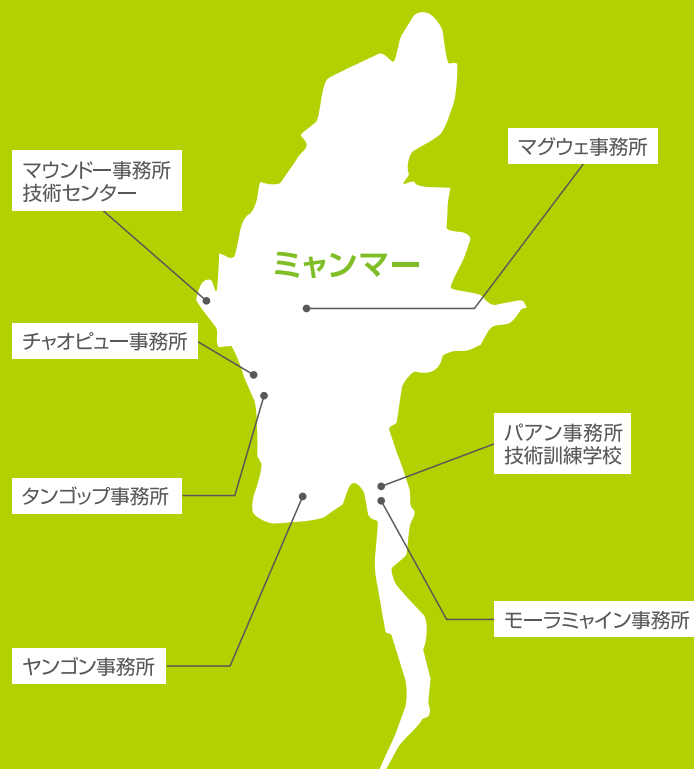 マグウェ事務所
マウンドー事務所
技術センター
ミャンマー
チャオピュー事務所
パアン事務所
技術訓練学校
タンゴップ事務所
モーラミャイン事務所
ヤンゴン事務所